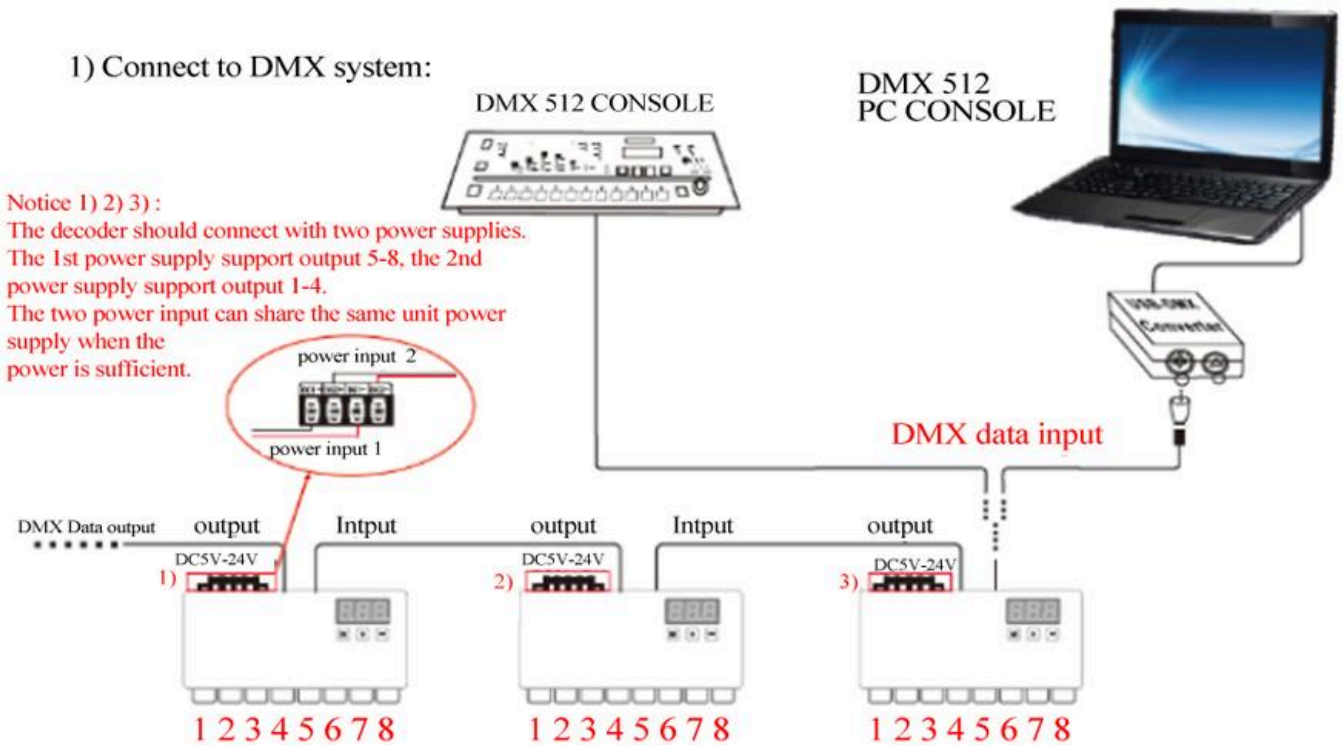 1) Connect to DMX system:
DMX 512 CONSOLE
DMX 512
PC CONSOLE
Notice 1) 2) 3) :
The decoder should connect with two power supplies.
The 1st power supply support output 5-8, the 2nd
power supply support output 1-4.
The two power input can share the same unit power
supply when the
power is sufficient.
power input 2
power input 1
USB-DMX
Converter
DMX data input
DMX Data output
output
Intput
output
Intput
output
DC5V-24V
DC5V-24V
DC5V-24V
1)
2)
3)
1 2 3 4 5 6 7 8
1 2 3 4 5 6 7 8
1 2 3 4 5 6 7 8